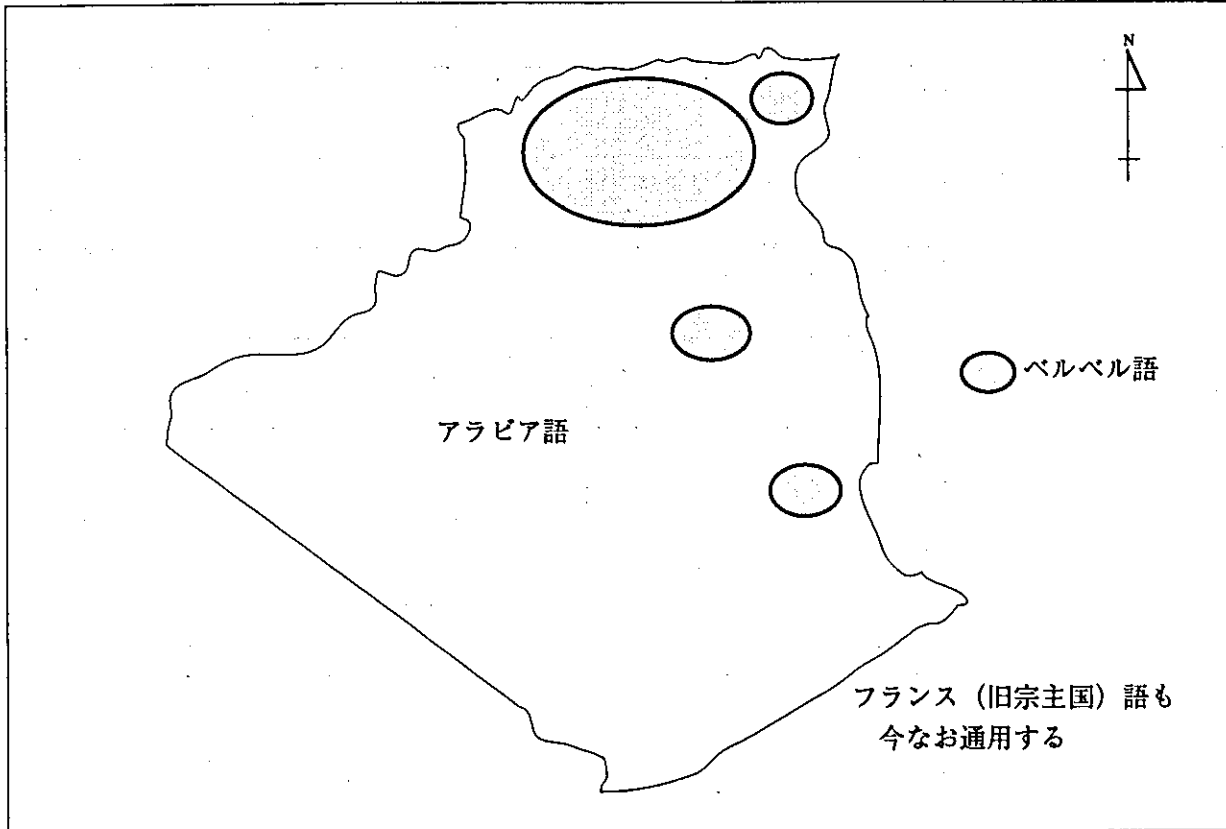 N
ベルベル語
アラビア語
フランス（旧宗主国）語も
今なお通用する